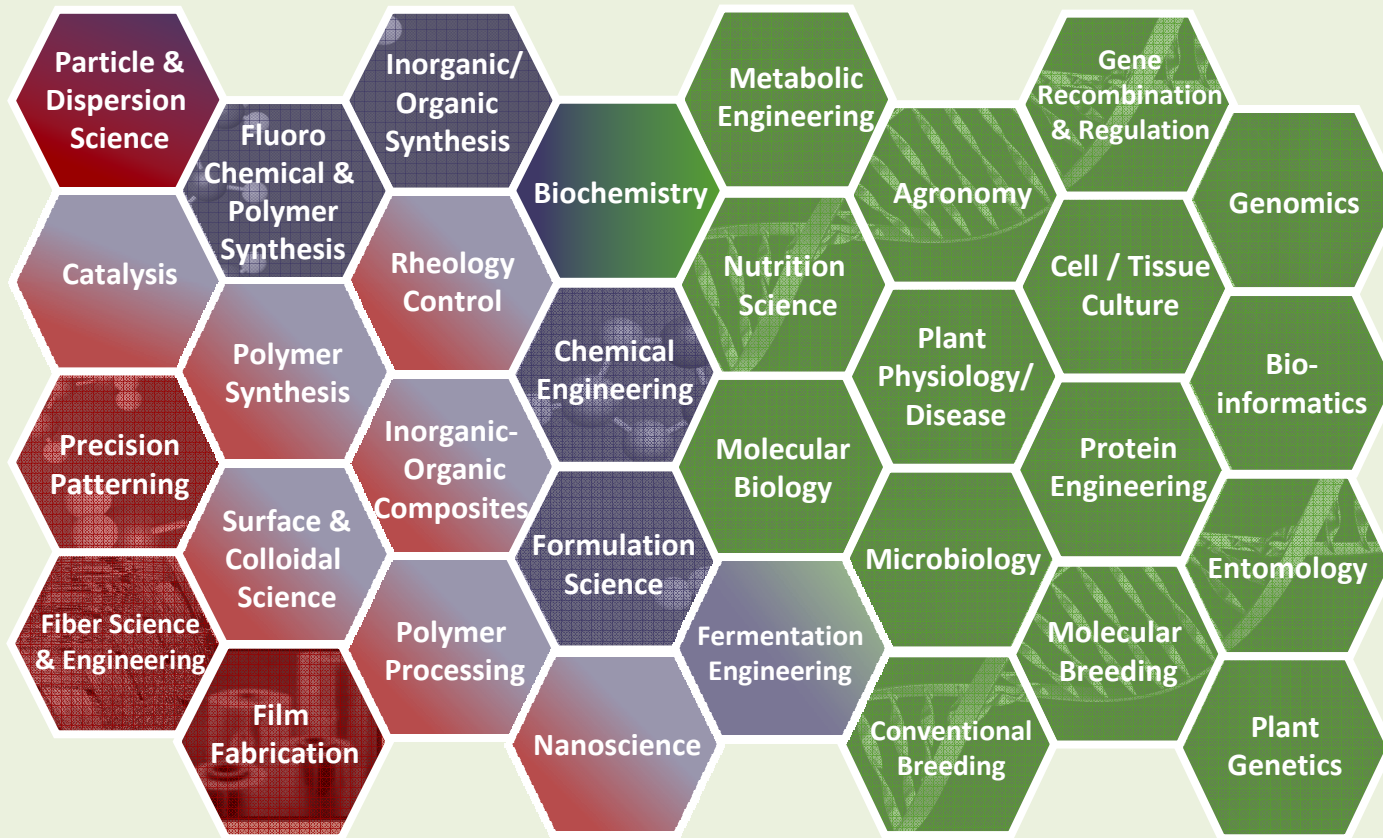 Particle &
Dispersion
Science
Catalysis
Precision
Patterning
Fiber Science
& Engineering
Fluoro
Chemical &
Polymer
Synthesis
Polymer
Synthesis
Surface &
Colloidal
Science
Film
Fabrication
Inorganic/
Organic
Synthesis
Rheology
Control
Inorganic-
Organic
Composites
Polymer
Processing
Biochemistry
Chemical
Engineering
Formulation
Science
Nanoscience
Metabolic
Engineering
Nutrition
Science
Molecular
Biology
Fermentation
Engineering
Agronomy
Plant
Physiology/
Disease
Microbiology
Conventional
Breeding
Gene
Recombination
& Regulation
Cell / Tissue
Culture
Protein
Engineering
Molecular
Breeding
Genomics
Bio-
informatics
Entomology
Plant
Genetics